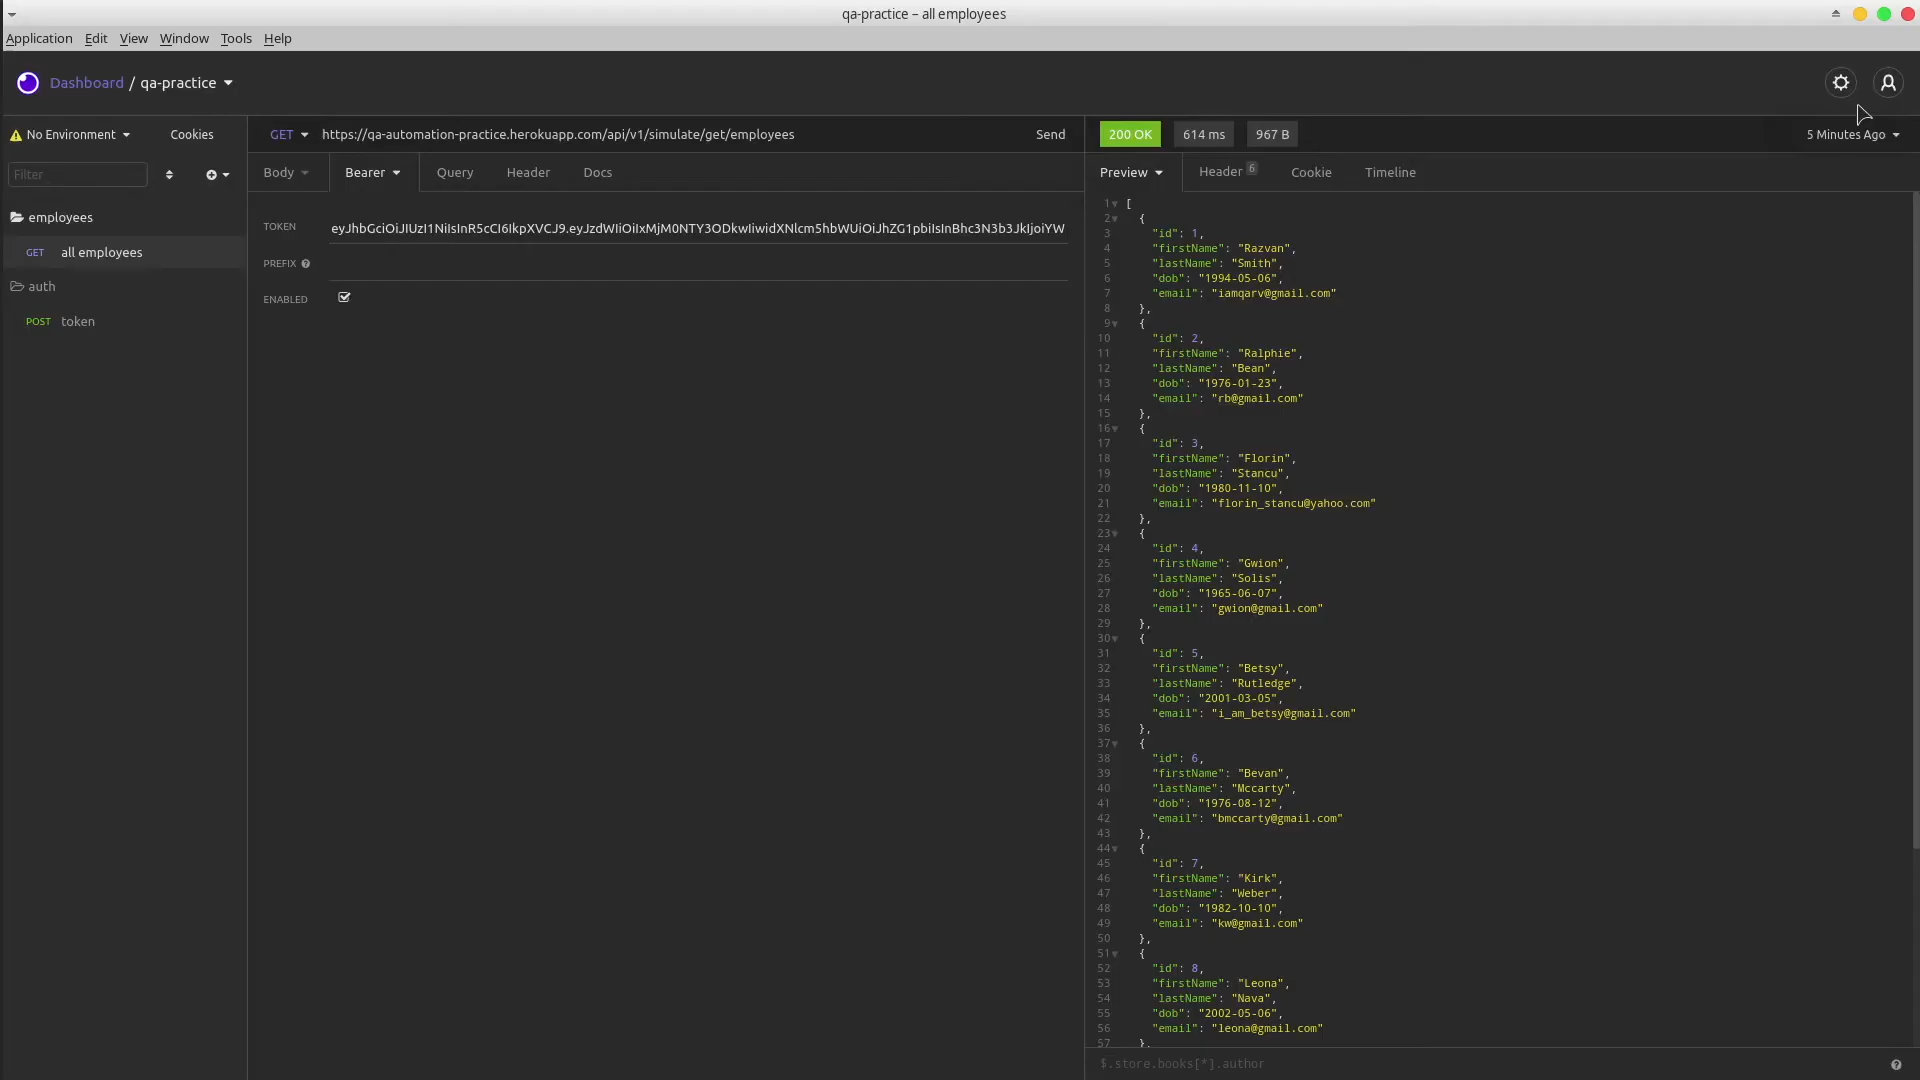 qa-practice – all employees
Application Edit View Window Tools Help
Dashboard / qa-practice
No Environment Cookies
Filter
employees
GET all employees
auth
POST token
GET https://qa-automation-practice.herokuapp.com/api/v1/simulate/get/employees Send
Body Bearer Query Header Docs
TOKEN
PREFIX
ENABLED
200 OK 614 ms 967 B 5 Minutes Ago
Preview Header 6 Cookie Timeline
1 [
2 {
3 "id": 1,
4 "firstName": "Razvan",
5 "lastName": "Smith",
6 "dob": "1994-05-06",
7 "email": "iamqarv@gmail.com"
8 },
9 {
10 "id": 2,
11 "firstName": "Ralphie",
12 "lastName": "Bean",
13 "dob": "1976-01-23",
14 "email": "rb@gmail.com"
15 },
16 {
17 "id": 3,
18 "firstName": "Florin",
19 "lastName": "Stancu",
20 "dob": "1980-11-10",
21 "email": "florin_stancu@yahoo.com"
22 },
23 {
24 "id": 4,
25 "firstName": "Gwion",
26 "lastName": "Solis",
27 "dob": "1965-06-07",
28 "email": "gwion@gmail.com"
29 },
30 {
31 "id": 5,
32 "firstName": "Betsy",
33 "lastName": "Rutledge",
34 "dob": "2001-03-05",
35 "email": "i_am_betsy@gmail.com"
36 },
37 {
38 "id": 6,
39 "firstName": "Bevan",
40 "lastName": "Mccarty",
41 "dob": "1976-08-12",
42 "email": "bmccarty@gmail.com"
43 },
44 {
45 "id": 7,
46 "firstName": "Kirk",
47 "lastName": "Weber",
48 "dob": "1982-10-10",
49 "email": "kw@gmail.com"
50 },
51 {
52 "id": 8,
53 "firstName": "Leona",
54 "lastName": "Nava",
55 "dob": "2002-05-06",
56 "email": "leona@gmail.com"
57 },
$.store.books[*].author